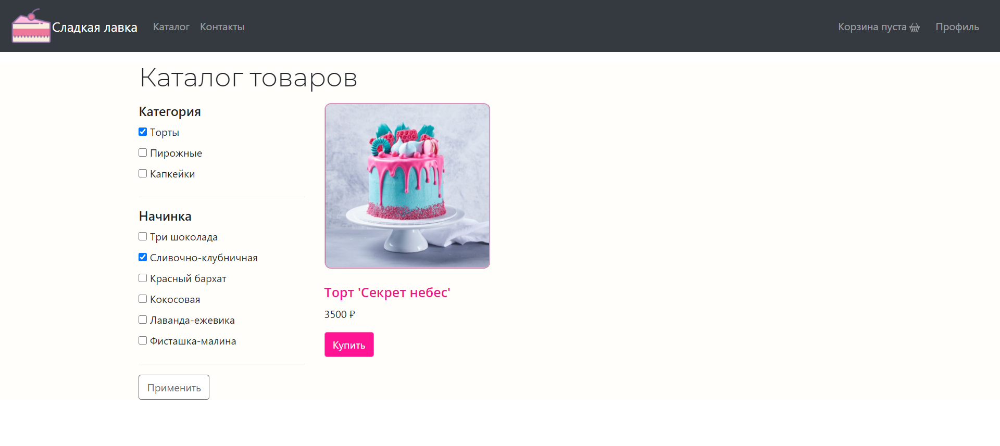 Сладкая лавка Каталог Контакты Корзина пуста Профиль
Каталог товаров
Категория
Торты
Пирожные
Капкейки
Начинка
Три шоколада
Сливочно-клубничная
Красный бархат
Кокосовая
Лаванда-ежевика
Фисташка-малина
Применить
Торт 'Секрет небес'
3500 ₽
Купить